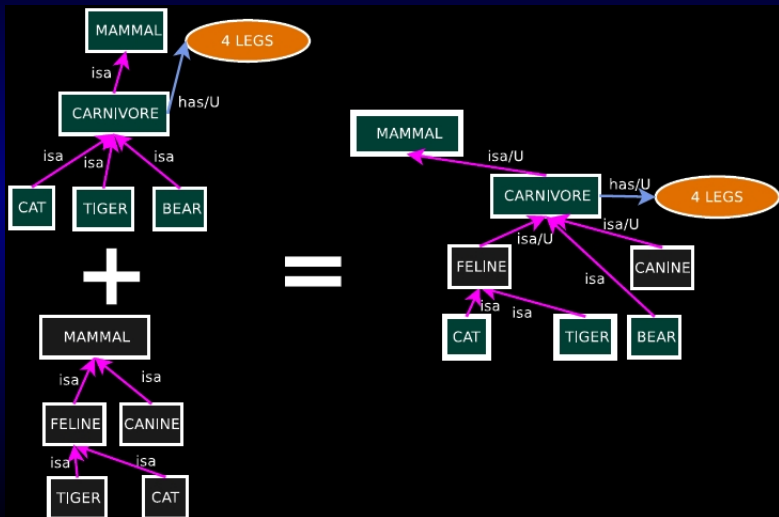 MAMMAL
4 LEGS
isa
has/U
CARNIVORE
isa
isa
isa
CAT
TIGER
BEAR
MAMMAL
isa
isa
FELINE
CANINE
isa
isa
TIGER
CAT
MAMMAL
isa/U
CARNIVORE
has/U
4 LEGS
isa/U
isa/U
FELINE
CANINE
isa
isa
isa
CAT
TIGER
BEAR